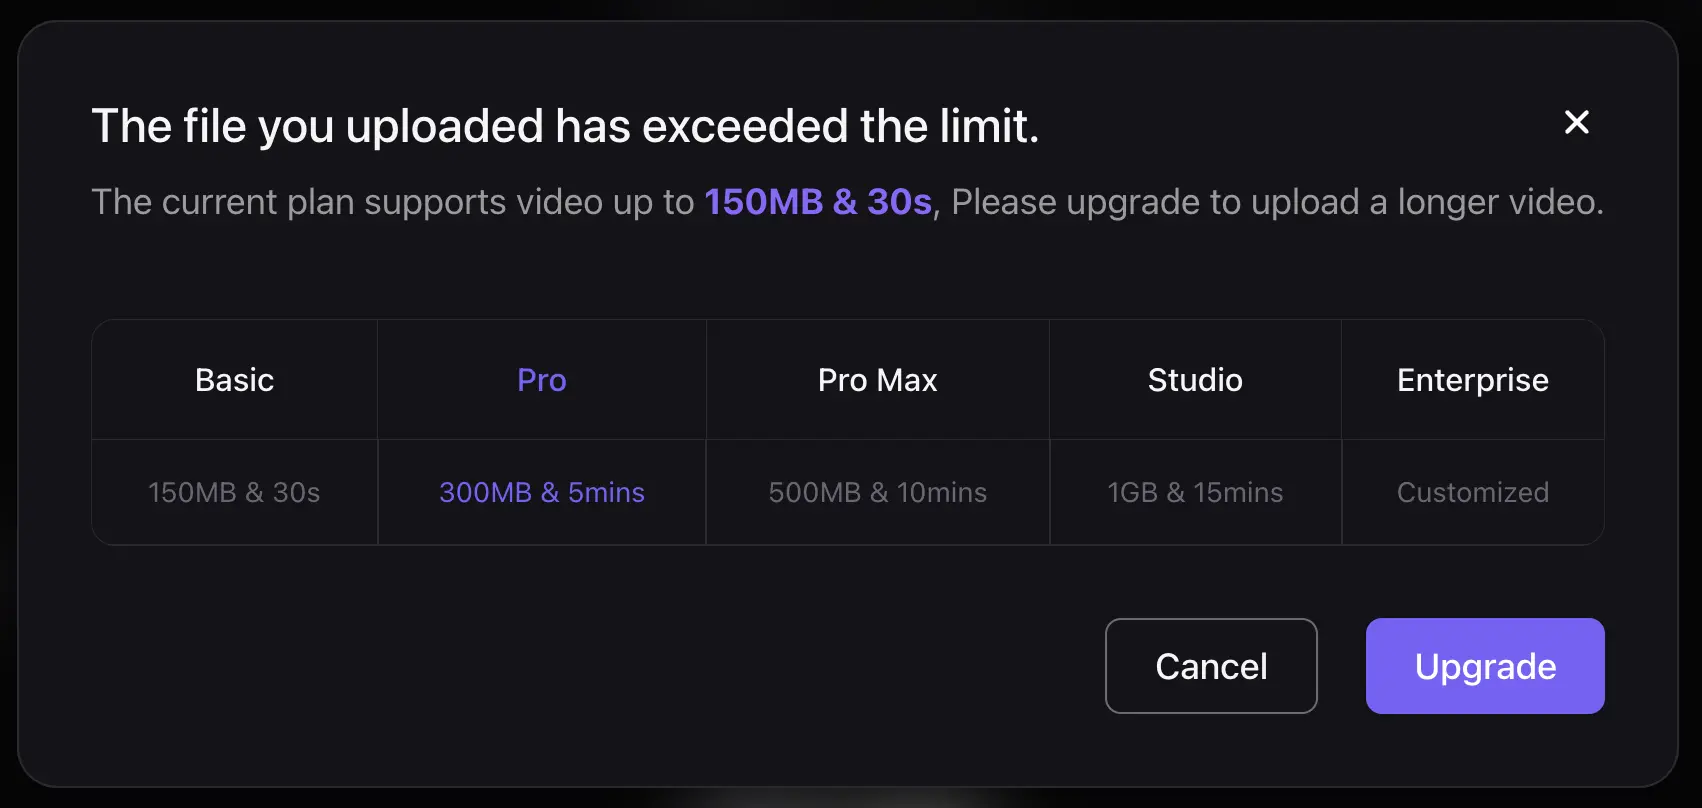 The file you uploaded has exceeded the limit.
The current plan supports video up to 150MB & 30s, Please upgrade to upload a longer video.
Basic Pro Pro Max Studio Enterprise
150MB & 30s 300MB & 5mins 500MB & 10mins 1GB & 15mins Customized
Cancel Upgrade